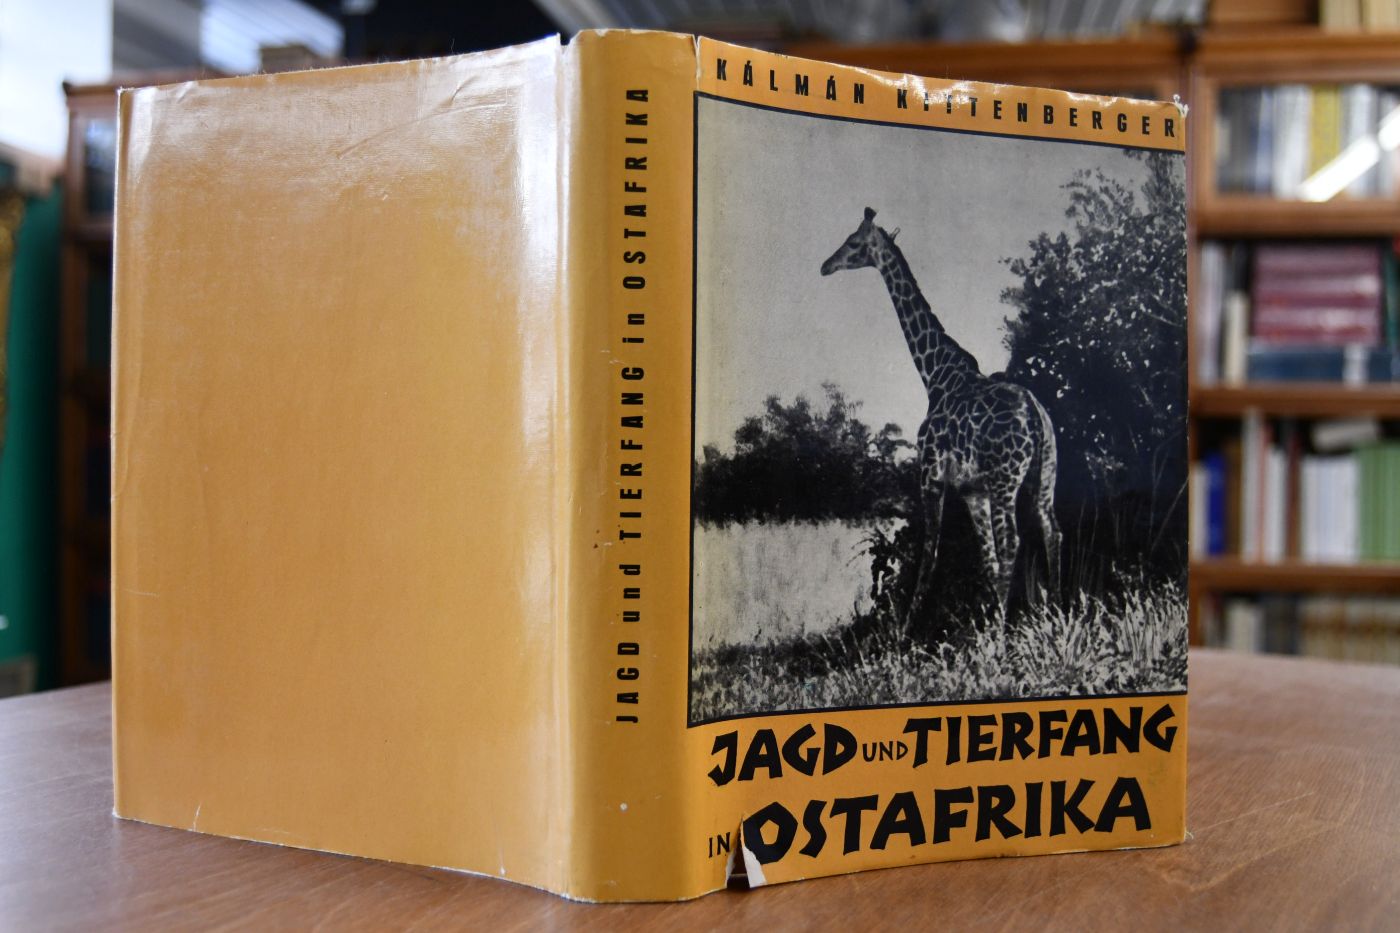 JAGD und TIERFANG in OSTAFRIKA
KÁLMÁN KITTENBERGER
JAGD UND TIERFANG
IN OSTAFRIKA